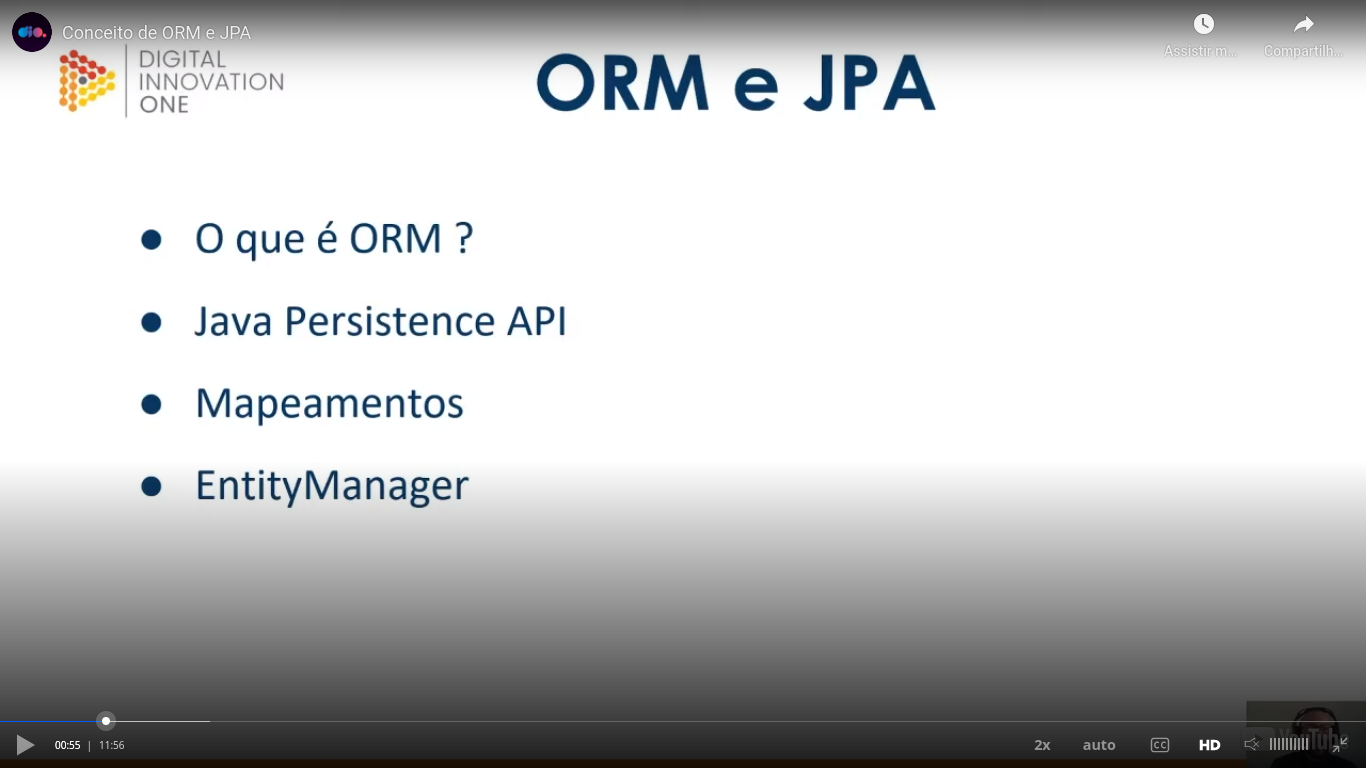 Conceito de ORM e JPA
Assistir m...
Compartilh...
DIGITAL
INNOVATION
ONE
ORM e JPA
O que é ORM ?
Java Persistence API
Mapeamentos
EntityManager
00:55 | 11:56
2x
auto
CC
HD
YouTube